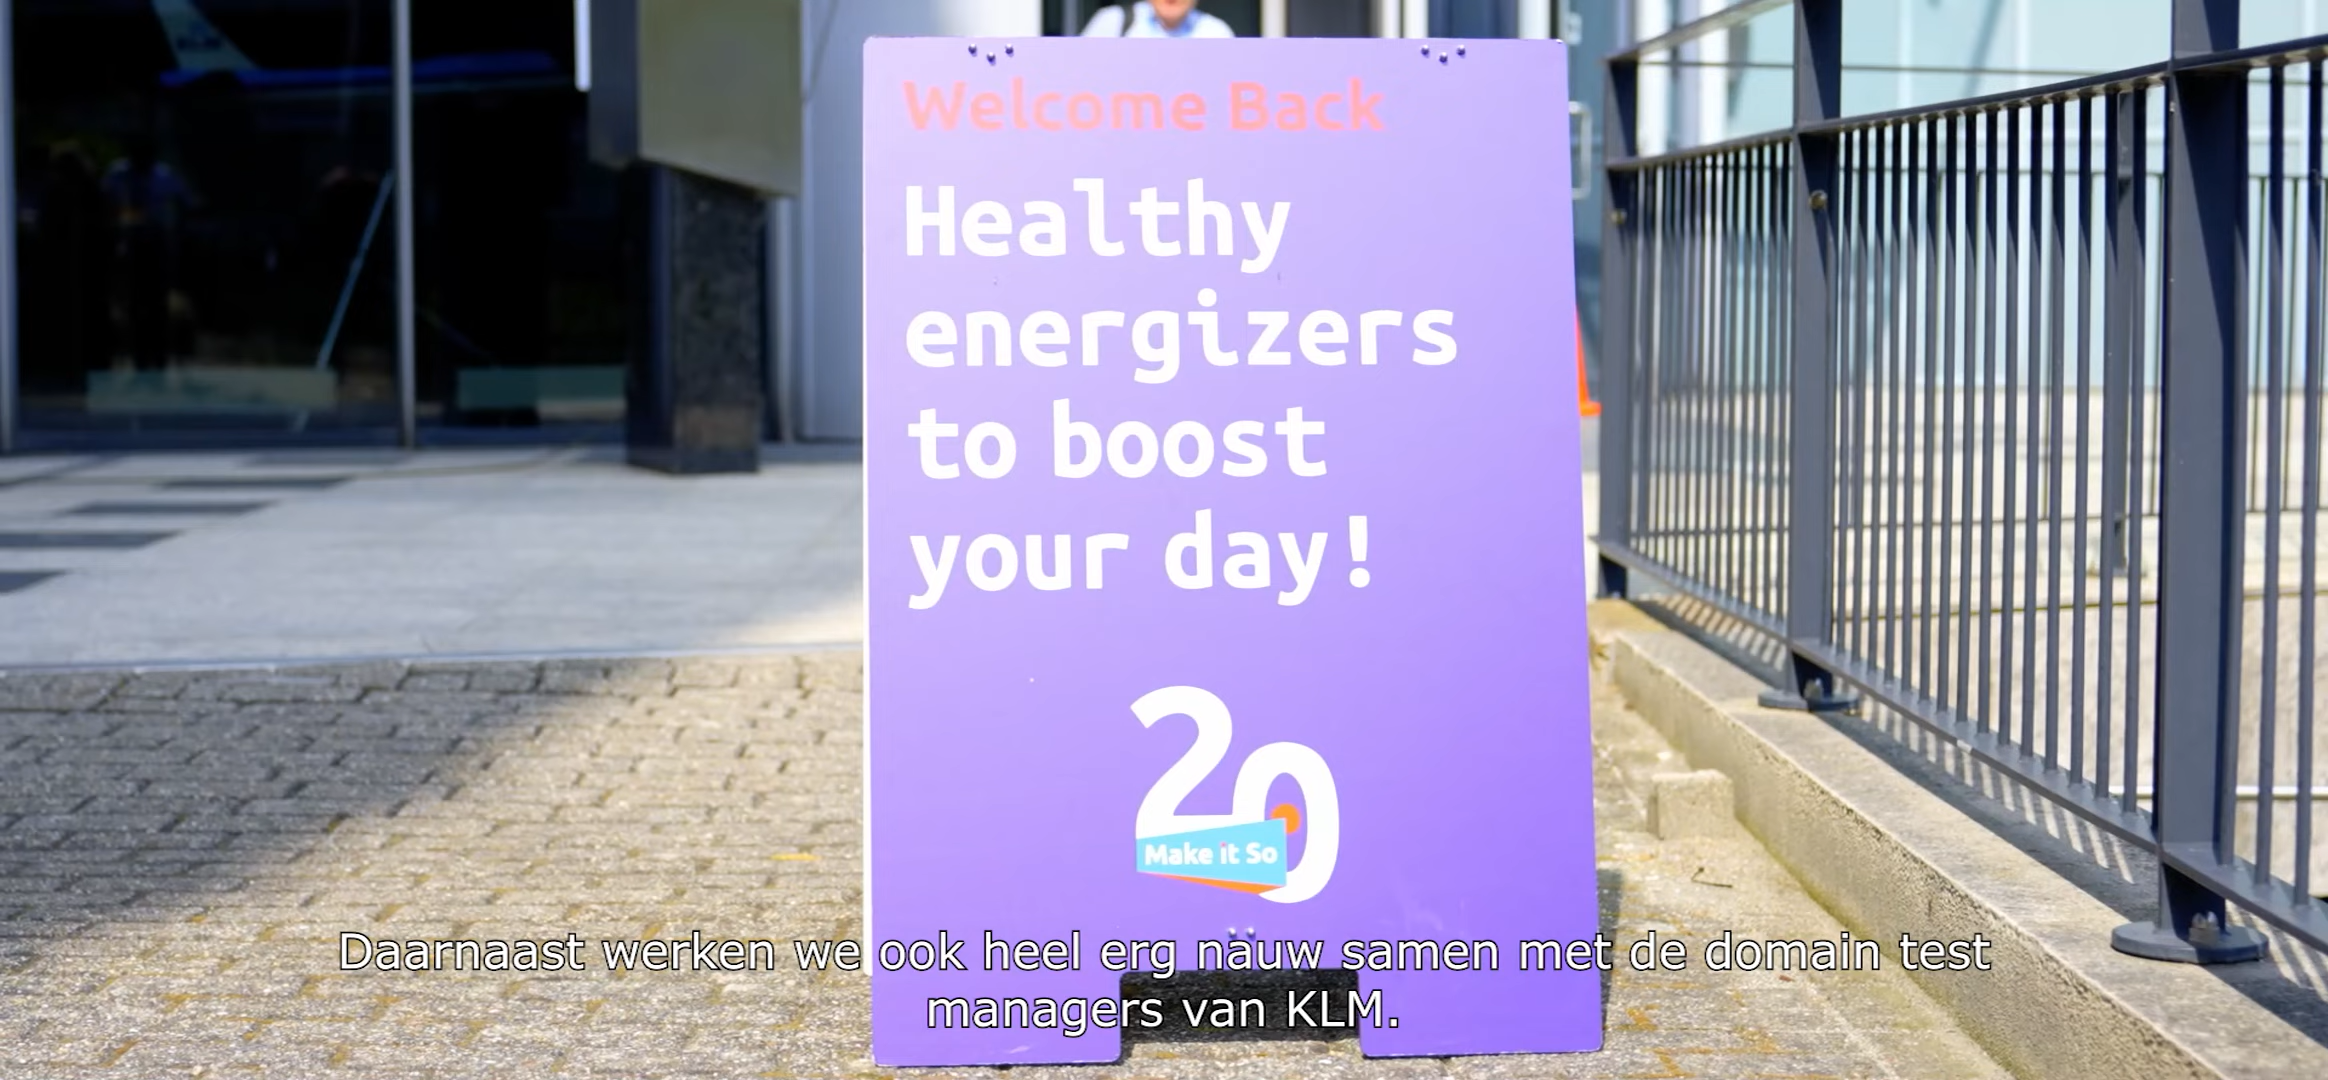 Welcome Back
Healthy
energizers
to boost
your day!
20
Make it So
Daarnaast werken we ook heel erg nauw samen met de domain test
managers van KLM.